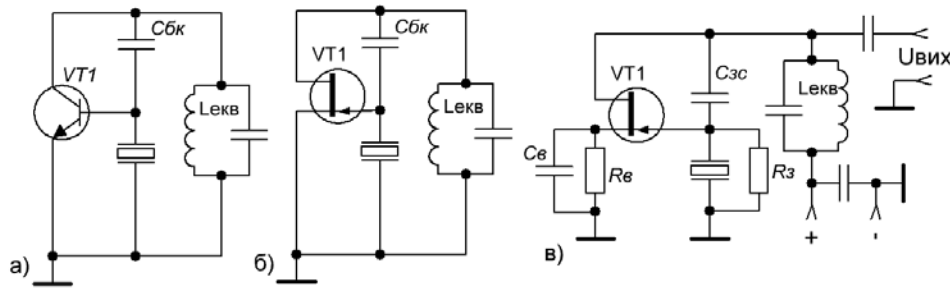 Cбк
VT1
Lекв
а)
Cбк
VT1
Lекв
б)
VT1
Cзс
Lекв
Uвих
Cв
Rв
Rз
+
-
в)